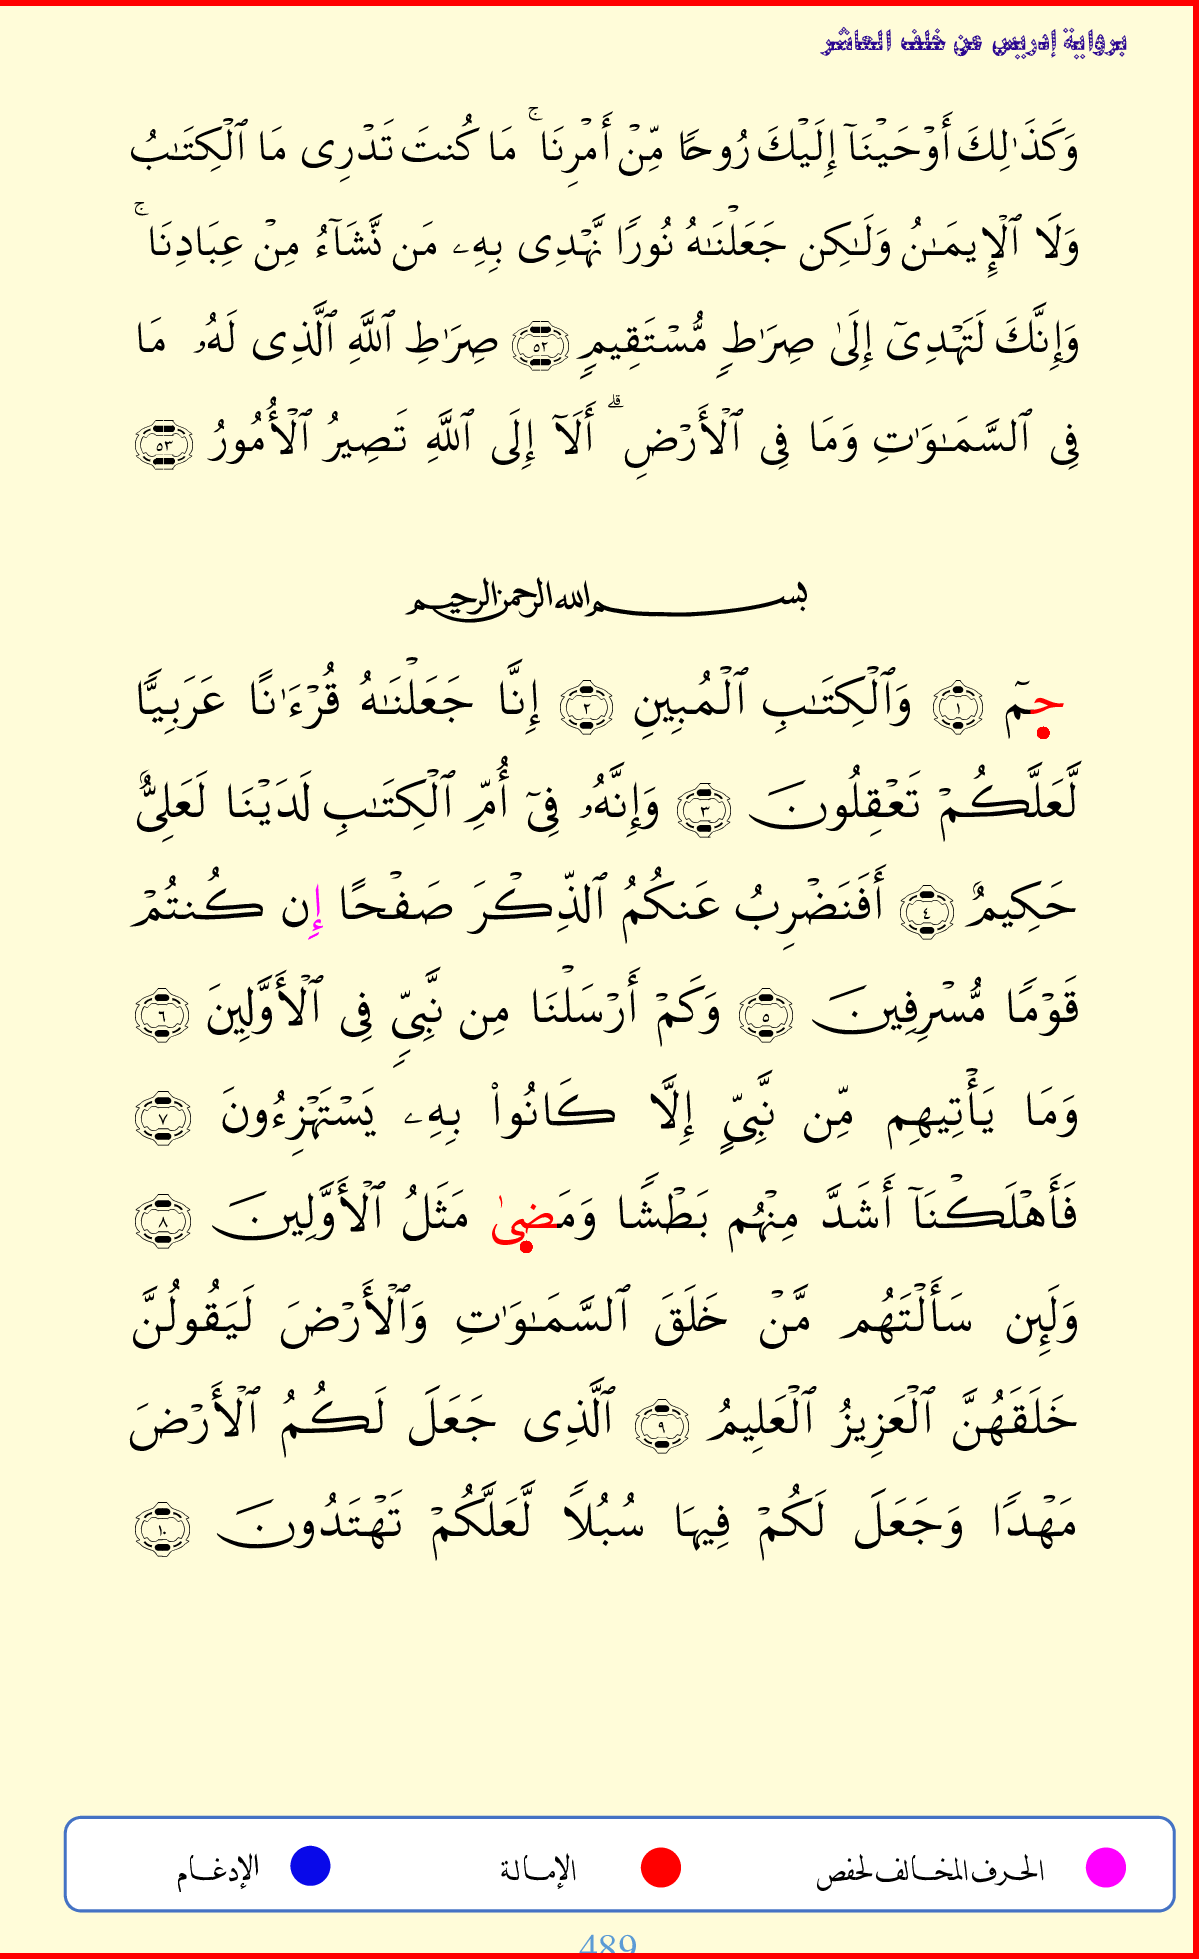 برواية إدريس عن خلف العاشر
وَكَذَٰلِكَ أَوۡحَيۡنَآ إِلَيۡكَ رُوحًا مِّنۡ أَمۡرِنَاۚ مَا كُنتَ تَدۡرِى مَا ٱلۡكِتَـٰبُ
وَلَا ٱلۡإِيمَـٰنُ وَلَـٰكِن جَعَلۡنَـٰهُ نُورًا نَّهۡدِى بِهِۦ مَن نَّشَآءُ مِنۡ عِبَادِنَاۚ
وَإِنَّكَ لَتَهۡدِىٓ إِلَىٰ صِرَٰطٍ مُّسۡتَقِيمٍ ٥٢ صِرَٰطِ ٱللَّهِ ٱلَّذِى لَهُۥ مَا
فِى ٱلسَّمَـٰوَٰتِ وَمَا فِى ٱلۡأَرۡضِۗ أَلَآ إِلَى ٱللَّهِ تَصِيرُ ٱلۡأُمُورُ ٥٣
بسم الله الرحمن الرحيم
حمٓ ١ وَٱلۡكِتَـٰبِ ٱلۡمُبِينِ ٢ إِنَّا جَعَلۡنَـٰهُ قُرۡءَٰنًا عَرَبِيًّا
لَّعَلَّكُمۡ تَعۡقِلُونَ ٣ وَإِنَّهُۥ فِىٓ أُمِّ ٱلۡكِتَـٰبِ لَدَيۡنَا لَعَلِىٌّ
حَكِيمٌ ٤ أَفَنَضۡرِبُ عَنكُمُ ٱلذِّكۡرَ صَفۡحًا إِن كُنتُمۡ
قَوۡمًا مُّسۡرِفِينَ ٥ وَكَمۡ أَرۡسَلۡنَا مِن نَّبِىٍّ فِى ٱلۡأَوَّلِينَ ٦
وَمَا يَأۡتِيهِم مِّن نَّبِىٍّ إِلَّا كَانُوا۟ بِهِۦ يَسۡتَهۡزِءُونَ ٧
فَأَهۡلَكۡنَآ أَشَدَّ مِنۡهُم بَطۡشًا وَمَضىٰ مَثَلُ ٱلۡأَوَّلِينَ ٨
وَلَئِن سَأَلۡتَهُم مَّنۡ خَلَقَ ٱلسَّمَـٰوَٰتِ وَٱلۡأَرۡضَ لَيَقُولُنَّ
خَلَقَهُنَّ ٱلۡعَزِيزُ ٱلۡعَلِيمُ ٩ ٱلَّذِى جَعَلَ لَكُمُ ٱلۡأَرۡضَ
مَهۡدًا وَجَعَلَ لَكُمۡ فِيهَا سُبُلًا لَّعَلَّكُمۡ تَهۡتَدُونَ ١٠
الحرف المخالف لحفص الإمالة الإدغام
489